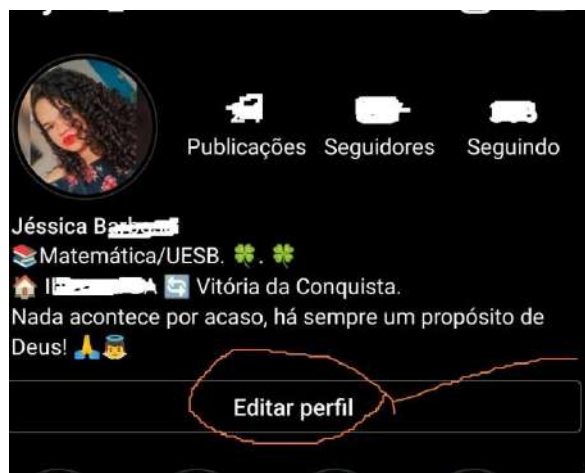 Publicações Seguidores Seguindo
Jéssica
📚Matemática/UESB. 🍀. 🍀
🏠 🔄 Vitória da Conquista.
Nada acontece por acaso, há sempre um propósito de
Deus! 🙏👼
Editar perfil